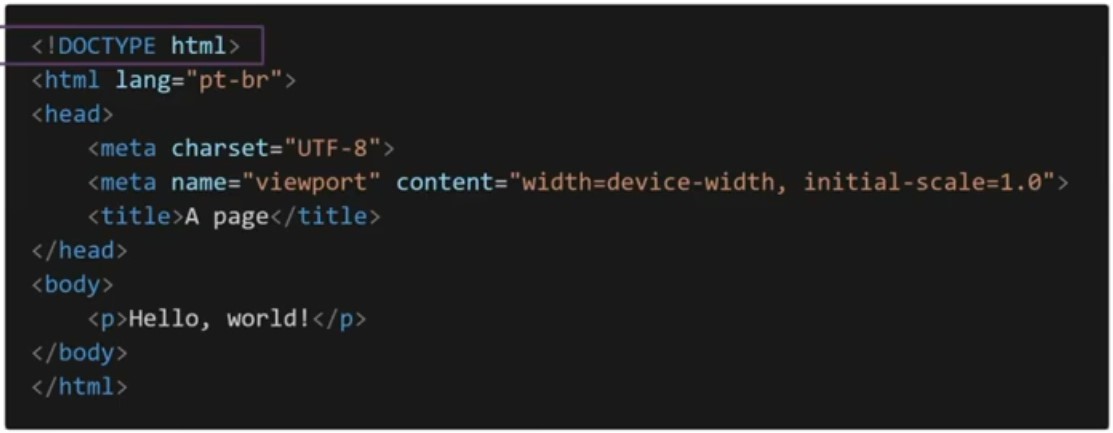 <!DOCTYPE html>
<html lang="pt-br">
<head>
    <meta charset="UTF-8">
    <meta name="viewport" content="width=device-width, initial-scale=1.0">
    <title>A page</title>
</head>
<body>
    <p>Hello, world!</p>
</body>
</html>